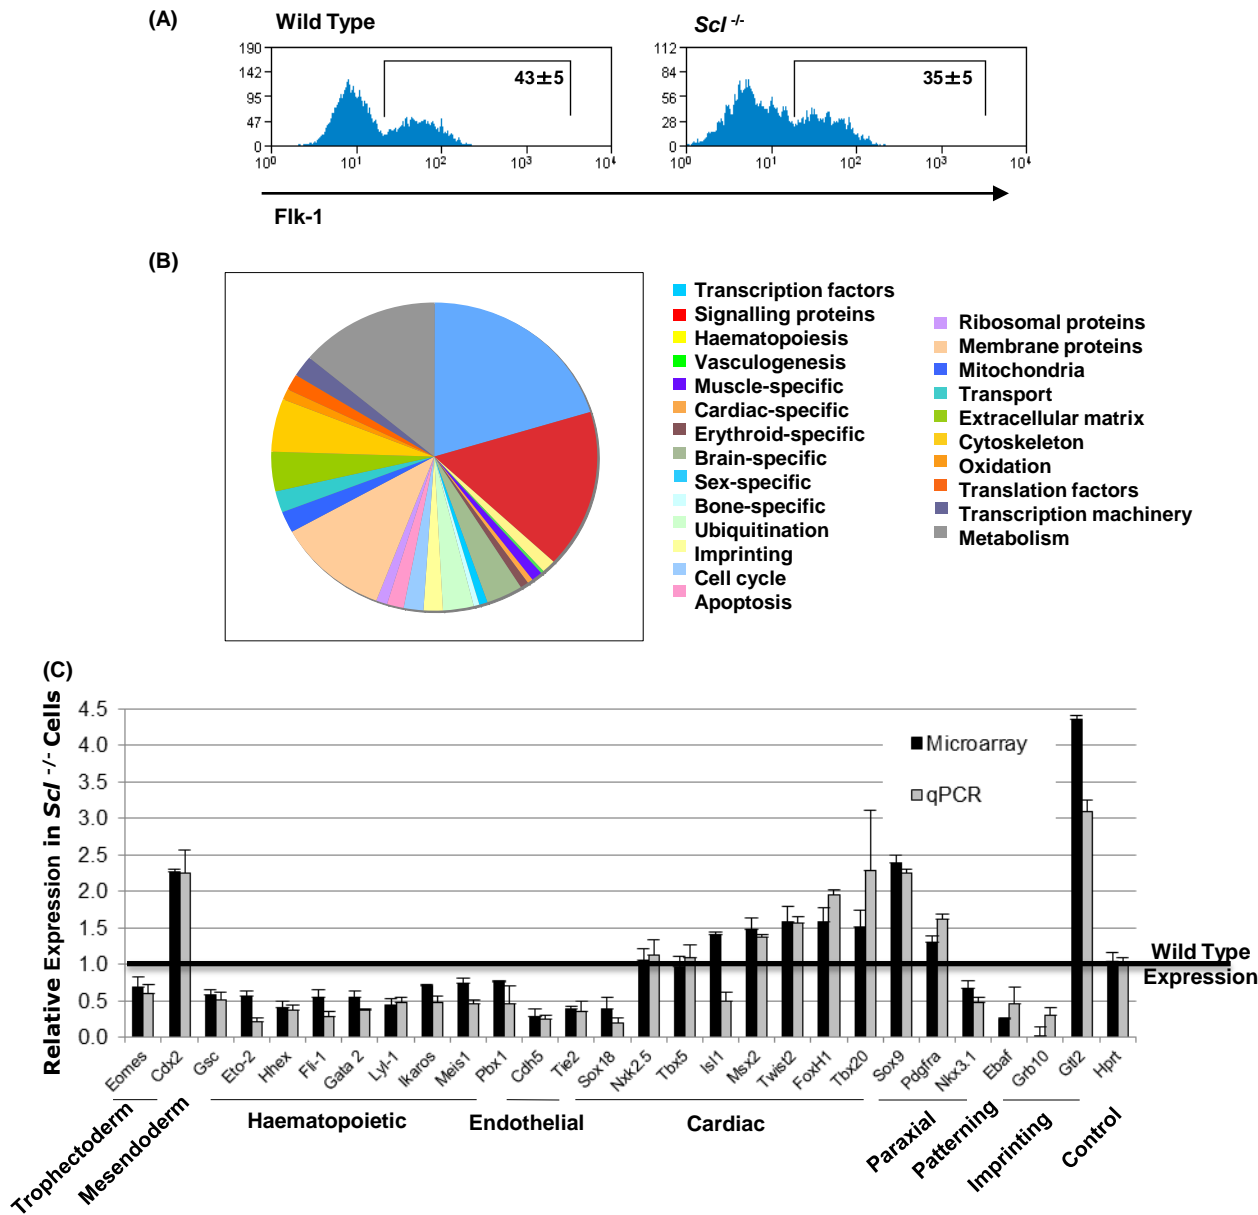 (A)
Wild Type
Scl -/-
190
142
95
47
0
43±5
10⁰ 10¹ 10² 10³ 10⁴
112
84
56
28
0
35±5
10⁰ 10¹ 10² 10³ 10⁴
Flk-1
(B)
Transcription factors
Signalling proteins
Haematopoiesis
Vasculogenesis
Muscle-specific
Cardiac-specific
Erythroid-specific
Brain-specific
Sex-specific
Bone-specific
Ubiquitination
Imprinting
Cell cycle
Apoptosis
Ribosomal proteins
Membrane proteins
Mitochondria
Transport
Extracellular matrix
Cytoskeleton
Oxidation
Translation factors
Transcription machinery
Metabolism
(C)
Relative Expression in Scl -/- Cells
4.5
4.0
3.5
3.0
2.5
2.0
1.5
1.0
0.5
0.0
Microarray
qPCR
Wild Type
Expression
Eomes
Cdx2
Gsc
Eto-2
Hhex
Fli-1
Gata 2
Lyl-1
Ikaros
Meis1
Pbx1
Cdh5
Tie2
Sox18
Nxk2.5
Tbx5
Isl1
Msx2
Twist2
FoxH1
Tbx20
Sox9
Pdgfra
Nkx3.1
Ebaf
Grb10
Gtl2
Hprt
Trophectoderm
Mesendoderm
Haematopoietic
Endothelial
Cardiac
Paraxial
Patterning
Imprinting
Control